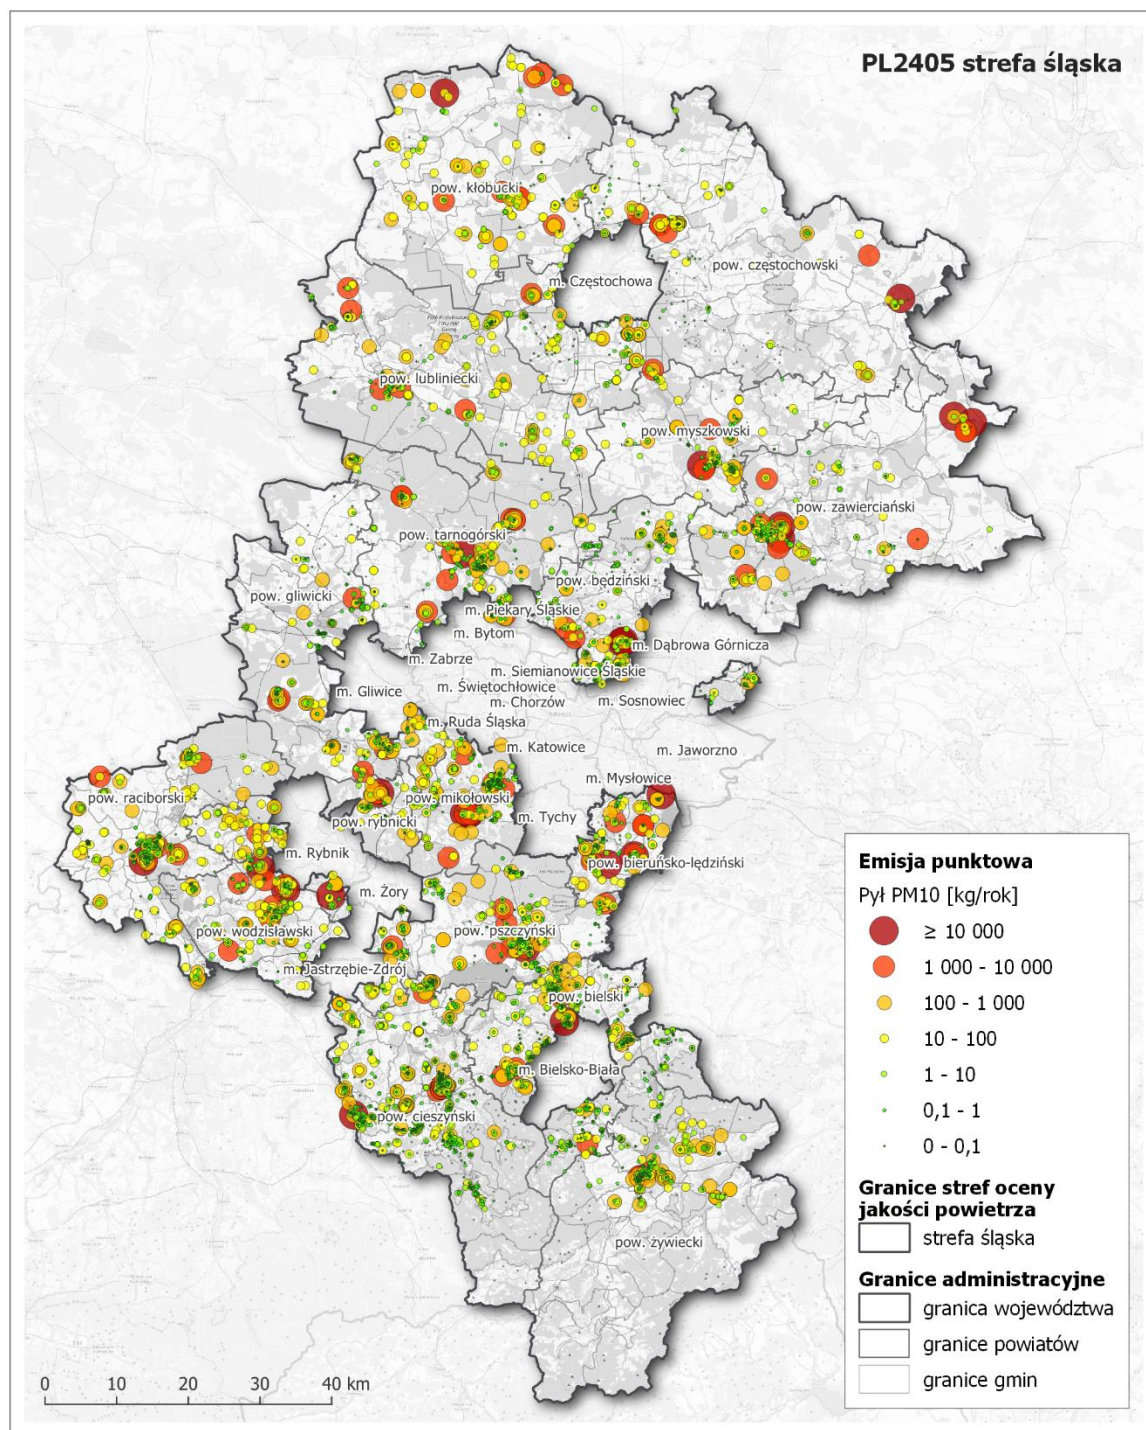 PL2405 strefa śląska
pow. kłobucki
pow. częstochowski
m. Częstochowa
pow. lubliniecki
pow. myszkowski
pow. zawierciański
pow. tarnogórski
pow. będziński
pow. gliwicki
m. Piekary Śląskie
m. Bytom
m. Dąbrowa Górnicza
m. Zabrze
m. Siemianowice Śląskie
m. Świętochłowice
m. Gliwice
m. Chorzów
m. Sosnowiec
m. Ruda Śląska
m. Katowice
m. Jaworzno
m. Mysłowice
pow. raciborski
pow. mikołowski
m. Tychy
pow. rybnicki
m. Rybnik
pow. bieruńsko-lędziński
m. Żory
pow. wodzisławski
pow. pszczyński
m. Jastrzębie-Zdrój
pow. bielski
m. Bielsko-Biała
pow. cieszyński
pow. żywiecki
Emisja punktowa
Pył PM10 [kg/rok]
≥ 10 000
1 000 - 10 000
100 - 1 000
10 - 100
1 - 10
0,1 - 1
0 - 0,1
Granice stref oceny
jakości powietrza
strefa śląska
Granice administracyjne
granica województwa
granice powiatów
granice gmin
0 10 20 30 40 km